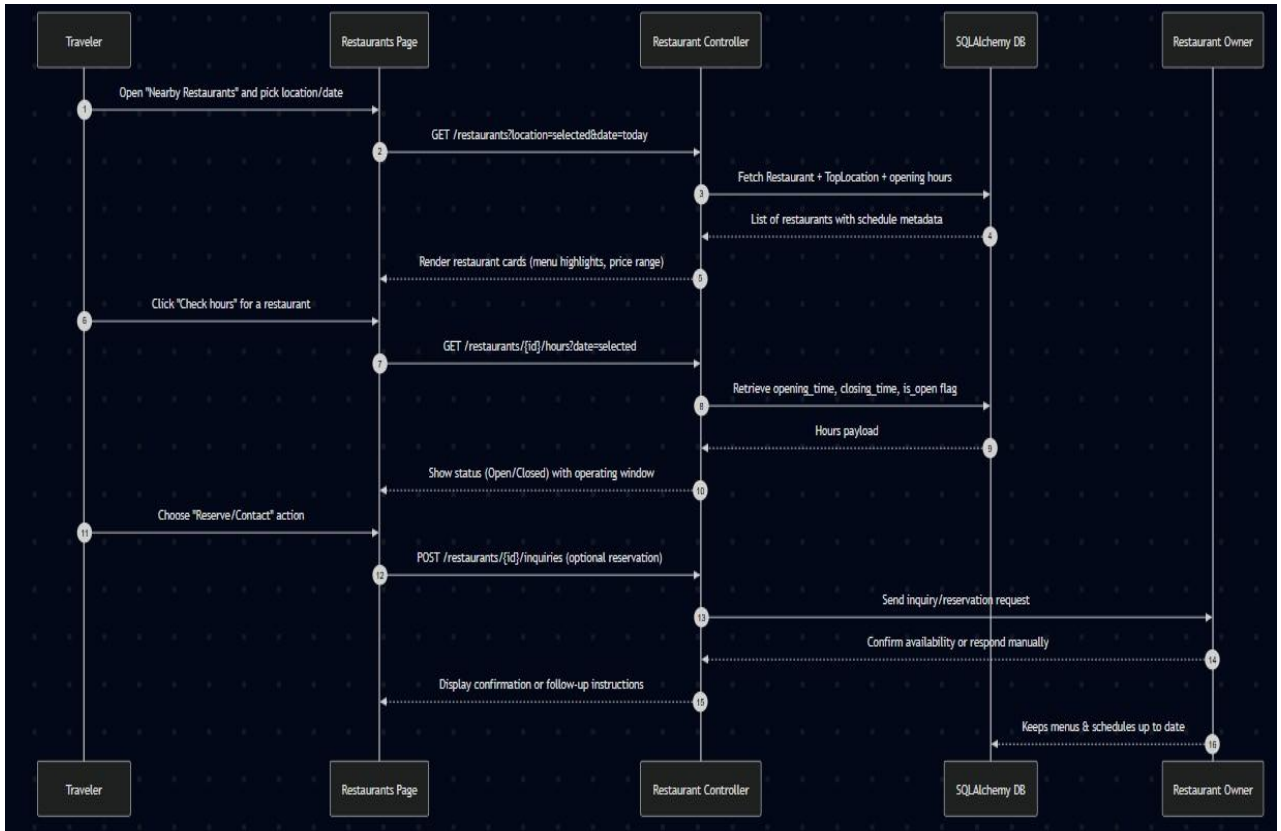 Traveler
Restaurants Page
Restaurant Controller
SQLAlchemy DB
Restaurant Owner
Open "Nearby Restaurants" and pick location/date
1
GET /restaurants?location=selected&date=today
2
Fetch Restaurant + TopLocation + opening hours
3
List of restaurants with schedule metadata
4
Render restaurant cards (menu highlights, price range)
5
Click "Check hours" for a restaurant
6
GET /restaurants/{id}/hours?date=selected
7
Retrieve opening_time, closing_time, is_open flag
8
Hours payload
9
Show status (Open/Closed) with operating window
10
Choose "Reserve/Contact" action
11
POST /restaurants/{id}/inquiries (optional reservation)
12
Send inquiry/reservation request
13
Confirm availability or respond manually
14
Display confirmation or follow-up instructions
15
Keeps menus & schedules up to date
16
Traveler
Restaurants Page
Restaurant Controller
SQLAlchemy DB
Restaurant Owner